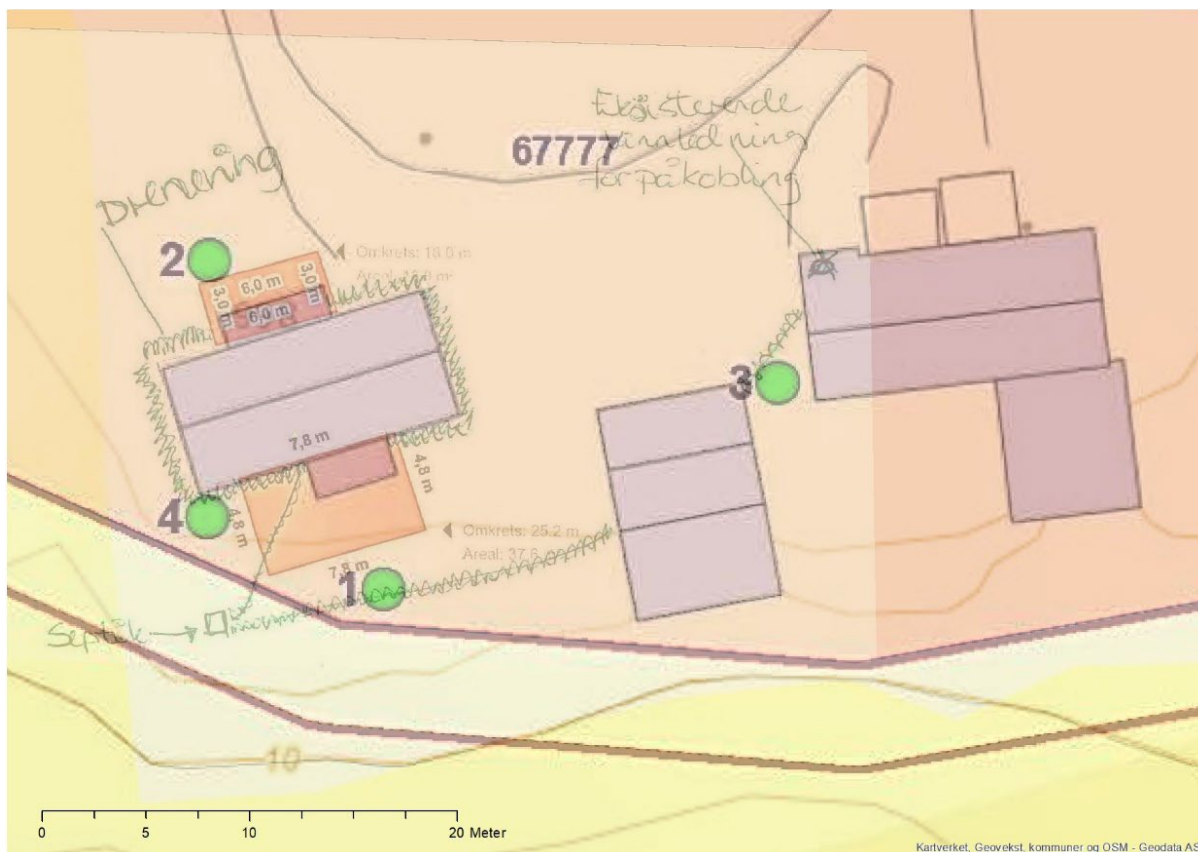 Eksisterende
vannledning
for påkobling
67777
Drenering
2
Omkrets: 18.0 m
6,0 m
3,0 m
3,0 m
6,0 m
3
7,8 m
4,8 m
4
4,8 m
Omkrets: 25.2 m
Areal: 37.6
7,8 m
1
Septik
10
0 5 10 20 Meter
Kartverket, Geovekst, kommuner og OSM - Geodata AS